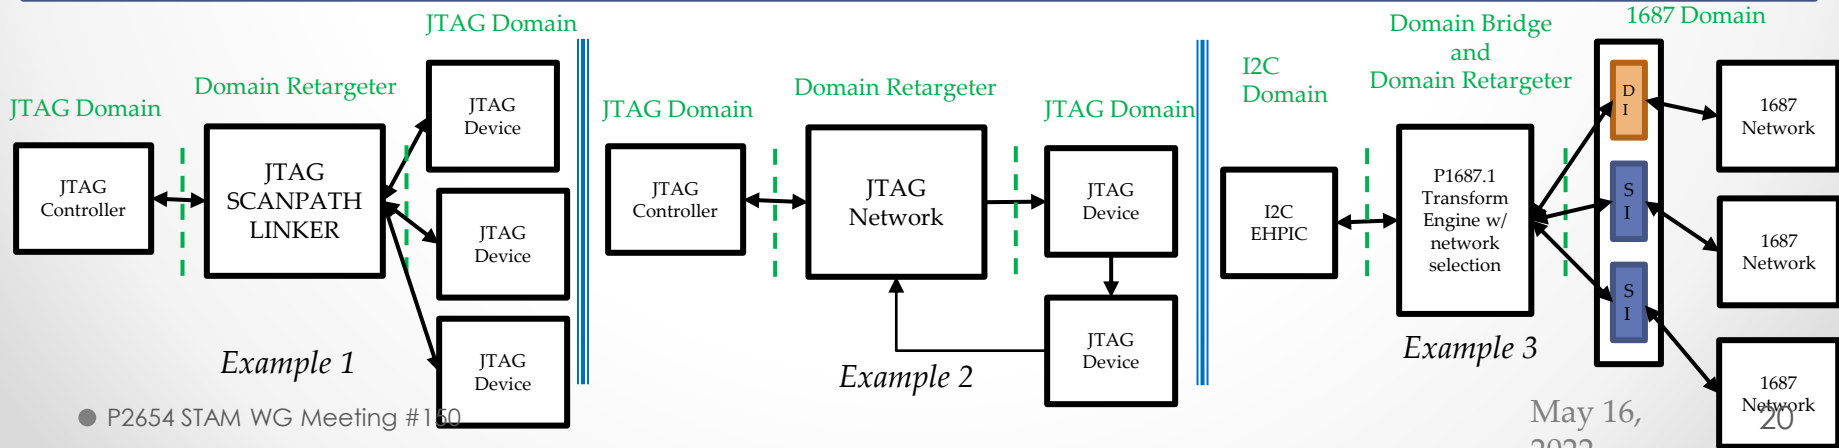 JTAG Domain
Domain Retargeter
JTAG Domain
JTAG
Controller
JTAG
SCANPATH
LINKER
JTAG
Device
JTAG
Device
JTAG
Device
Example 1
JTAG Domain
Domain Retargeter
JTAG Domain
JTAG
Controller
JTAG
Network
JTAG
Device
JTAG
Device
Example 2
I2C
Domain
Domain Bridge
and
Domain Retargeter
1687 Domain
I2C
EHPIC
P1687.1
Transform
Engine w/
network
selection
D
I
S
I
S
I
1687
Network
1687
Network
1687
Network
Example 3
P2654 STAM WG Meeting #150
May 16,
20